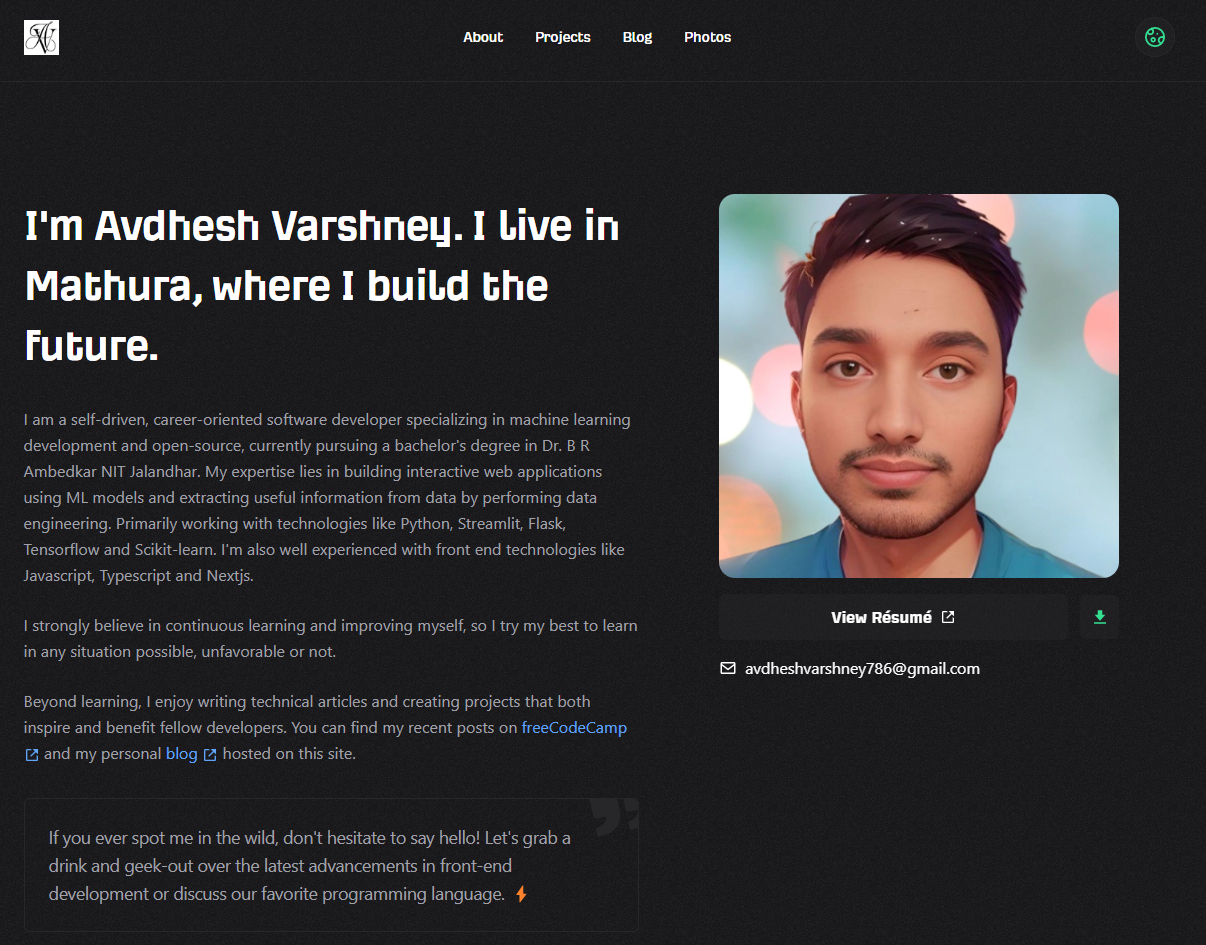 AV
About Projects Blog Photos
I'm Avdhesh Varshney. I live in
Mathura, where I build the
future.
I am a self-driven, career-oriented software developer specializing in machine learning
development and open-source, currently pursuing a bachelor's degree in Dr. B R
Ambedkar NIT Jalandhar. My expertise lies in building interactive web applications
using ML models and extracting useful information from data by performing data
engineering. Primarily working with technologies like Python, Streamlit, Flask,
Tensorflow and Scikit-learn. I'm also well experienced with front end technologies like
Javascript, Typescript and Nextjs.
I strongly believe in continuous learning and improving myself, so I try my best to learn
in any situation possible, unfavorable or not.
Beyond learning, I enjoy writing technical articles and creating projects that both
inspire and benefit fellow developers. You can find my recent posts on freeCodeCamp
and my personal blog hosted on this site.
If you ever spot me in the wild, don't hesitate to say hello! Let's grab a
drink and geek-out over the latest advancements in front-end
development or discuss our favorite programming language.
View Résumé
avdheshvarshney786@gmail.com